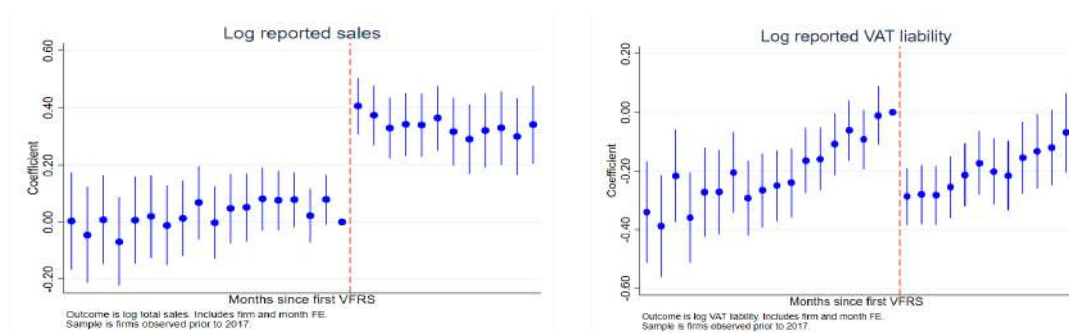 Log reported sales
0.60
0.40
0.20
0.00
-0.20
Coefficient
Months since first VFRS
Outcome is log total sales. Includes firm and month FE.
Sample is firms observed prior to 2017.
Log reported VAT liability
0.20
0.00
-0.20
-0.40
-0.60
Coefficient
Months since first VFRS
Outcome is log VAT liability. Includes firm and month FE.
Sample is firms observed prior to 2017.